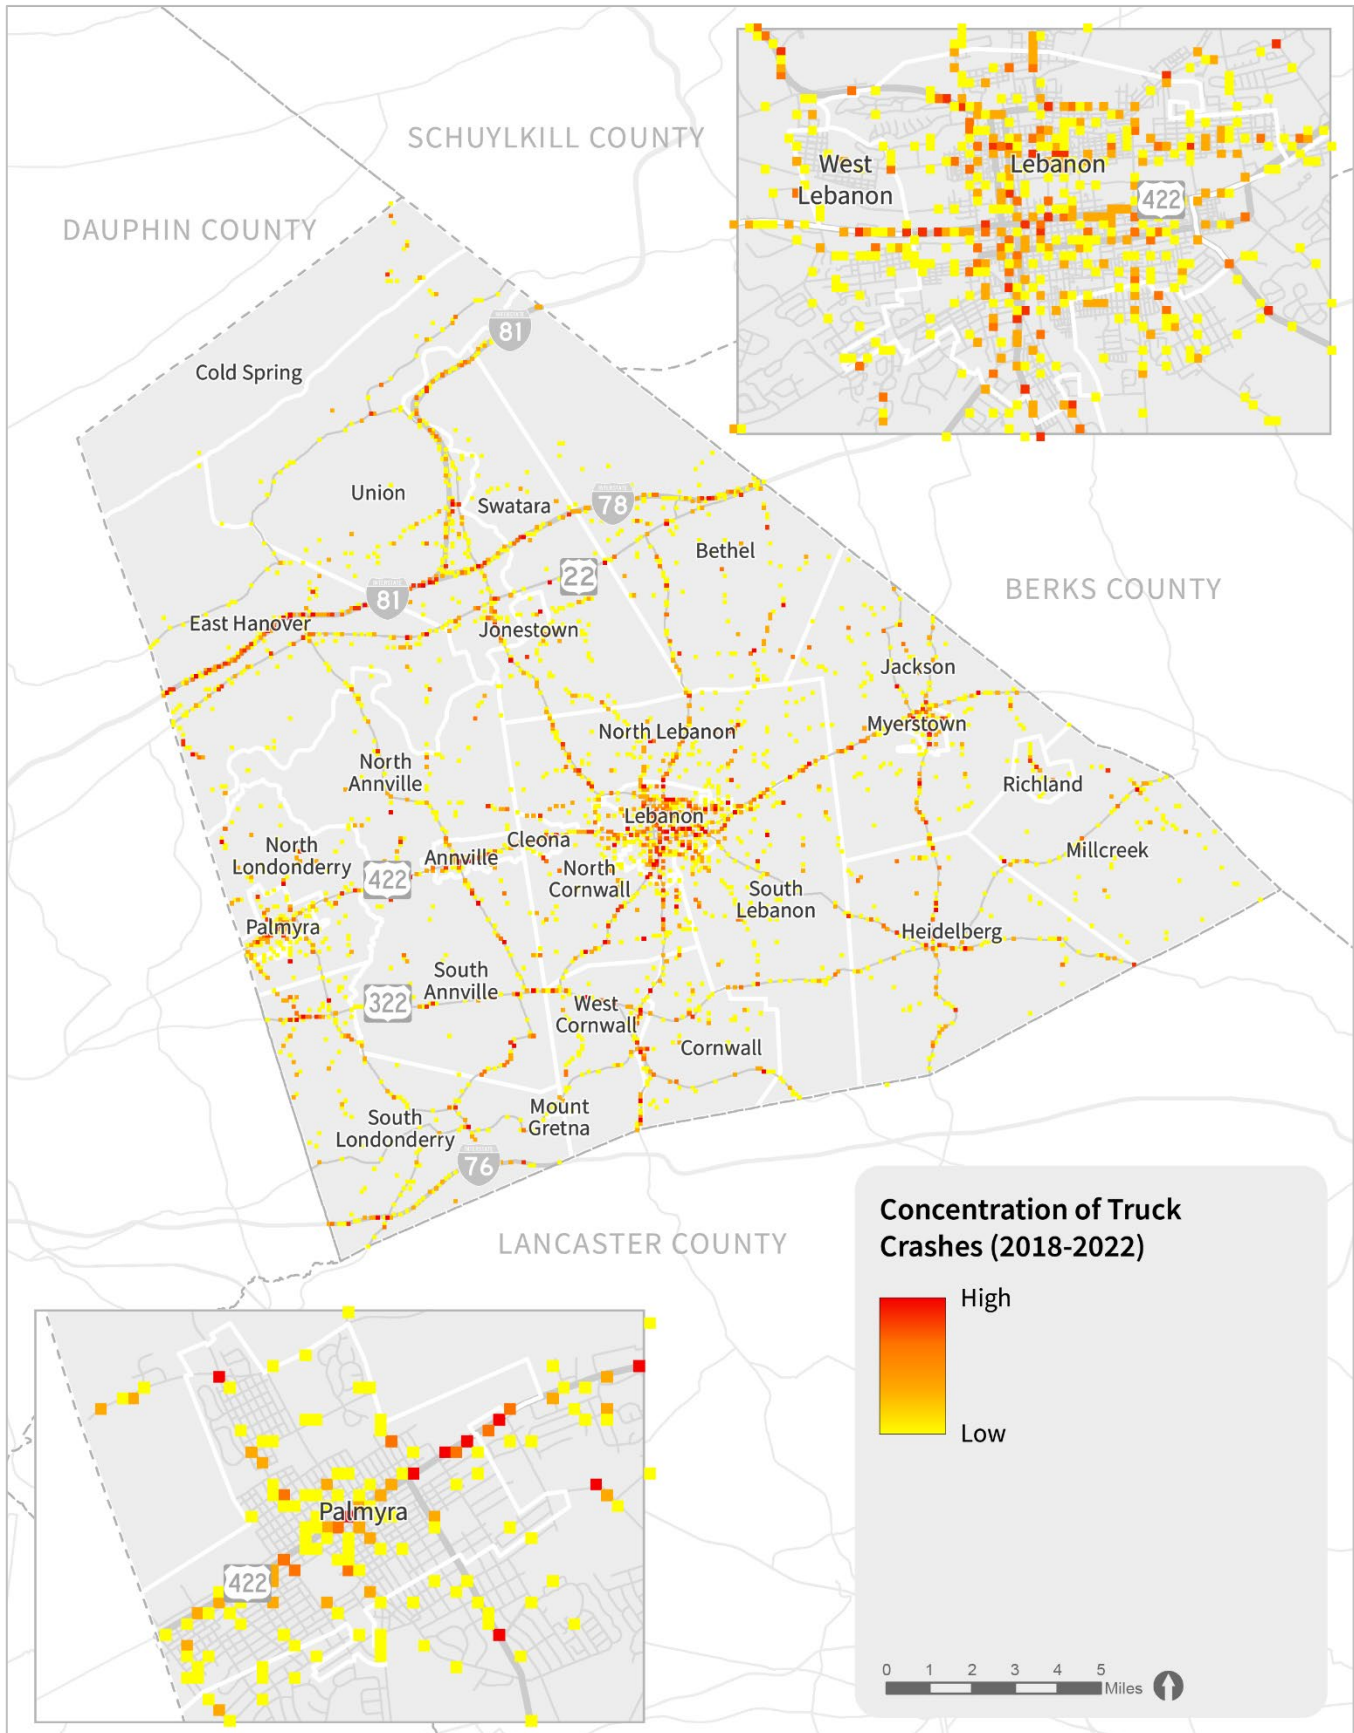 SCHUYLKILL COUNTY
DAUPHIN COUNTY
West
Lebanon
Lebanon
422
81
Cold Spring
Union
Swatara
78
Bethel
22
BERKS COUNTY
81
East Hanover
Jonestown
Jackson
Myerstown
North Lebanon
North
Annville
Richland
Lebanon
Cleona
Annville
North
Londonderry
422
North
Cornwall
Millcreek
South
Lebanon
Palmyra
Heidelberg
South
Annville
322
West
Cornwall
Cornwall
Mount
Gretna
South
Londonderry
76
LANCASTER COUNTY
Concentration of Truck
Crashes (2018-2022)
High
Low
Palmyra
422
0 1 2 3 4 5
Miles